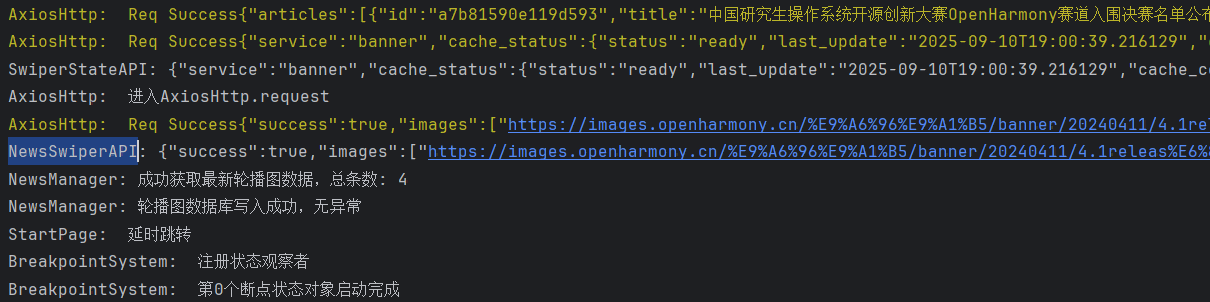 AxiosHttp:  Req Success{"articles":[{"id":"a7b81590e119d593","title":"中国研究生操作系统开源创新大赛OpenHarmony赛道入围决赛名单公布
AxiosHttp:  Req Success{"service":"banner","cache_status":{"status":"ready","last_update":"2025-09-10T19:00:39.216129","
SwiperStateAPI: {"service":"banner","cache_status":{"status":"ready","last_update":"2025-09-10T19:00:39.216129","cache_co
AxiosHttp:  进入AxiosHttp.request
AxiosHttp:  Req Success{"success":true,"images":["https://images.openharmony.cn/%E9%A6%96%E9%A1%B5/banner/20240411/4.1rel
NewsSwiperAPI: {"success":true,"images":["https://images.openharmony.cn/%E9%A6%96%E9%A1%B5/banner/20240411/4.1releas%E6%
NewsManager: 成功获取最新轮播图数据，总条数: 4
NewsManager: 轮播图数据库写入成功，无异常
StartPage:  延时跳转
BreakpointSystem:  注册状态观察者
BreakpointSystem:  第0个断点状态对象启动完成